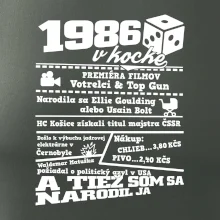 1986
v kocke
PREMIÉRA FILMOV
Votrelci & Top Gun
Narodila sa Ellie Goulding
alebo Usain Bolt
HC Košice získali titul majstra ČSSR
Došlo k výbuchu jadrovej
elektrárne v
Černobyle
Waldemar Matuška
požiadal o politický azyl v USA
Nákup:
CHLIEB...3,80 KČS
PIVO...2,40 KČS
A TIEŽ SOM SA
NARODIL JA